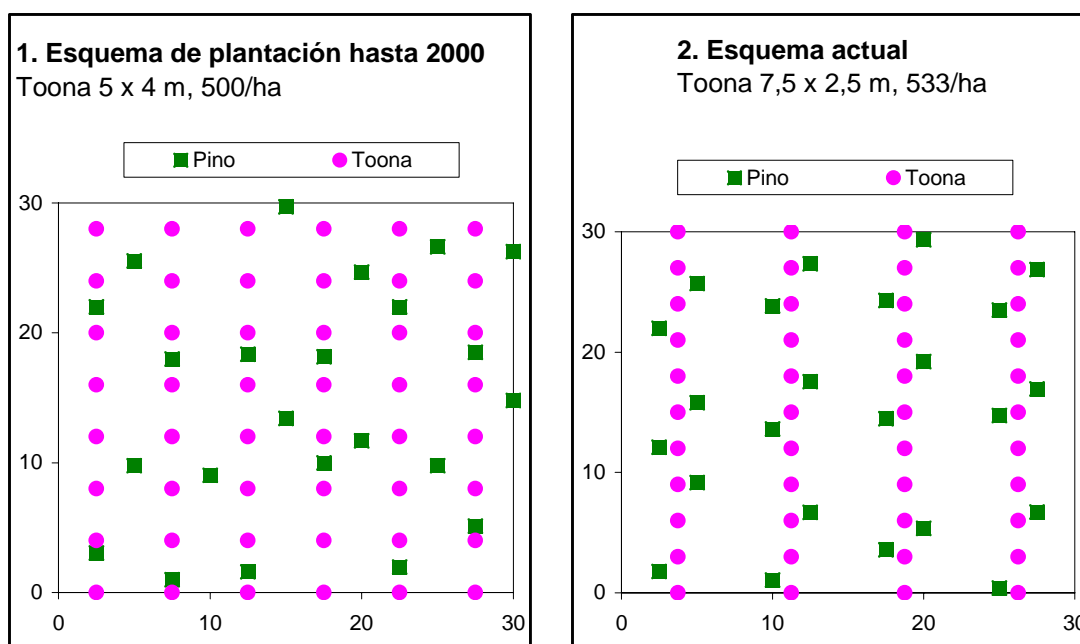 1. Esquema de plantación hasta 2000
Toona 5 x 4 m, 500/ha
Pino Toona
30
20
10
0
0 10 20 30
2. Esquema actual
Toona 7,5 x 2,5 m, 533/ha
Pino Toona
30
20
10
0
0 10 20 30